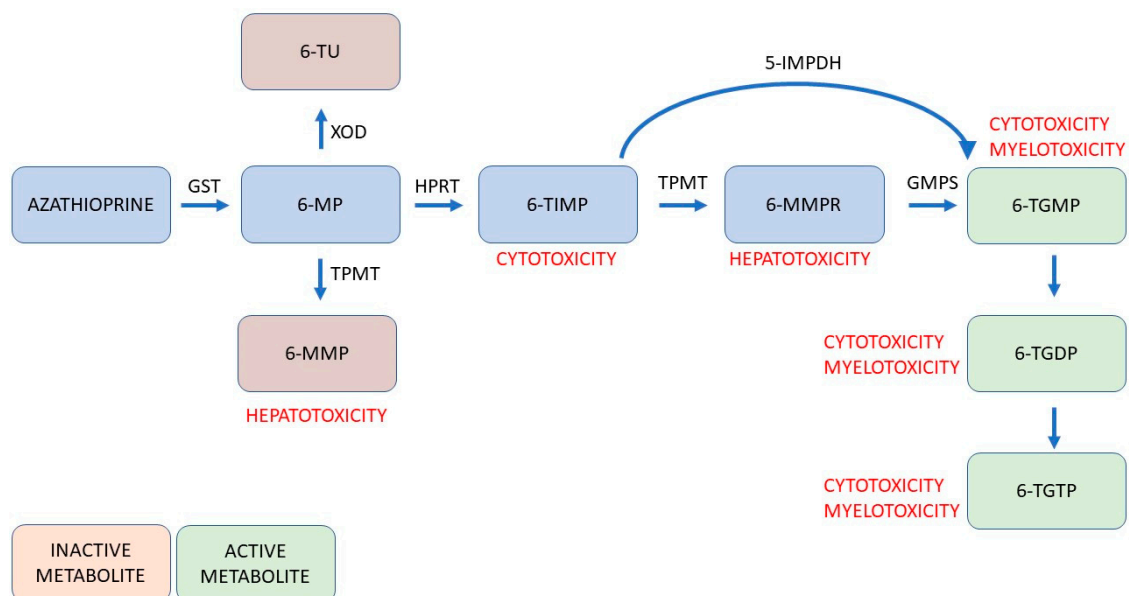 6-TU
5-IMPDH
XOD
CYTOTOXICITY
MYELOTOXICITY
AZATHIOPRINE
GST
6-MP
HPRT
6-TIMP
TPMT
6-MMPR
GMPS
6-TGMP
CYTOTOXICITY
HEPATOTOXICITY
TPMT
6-MMP
HEPATOTOXICITY
CYTOTOXICITY
MYELOTOXICITY
6-TGDP
CYTOTOXICITY
MYELOTOXICITY
6-TGTP
INACTIVE
METABOLITE
ACTIVE
METABOLITE